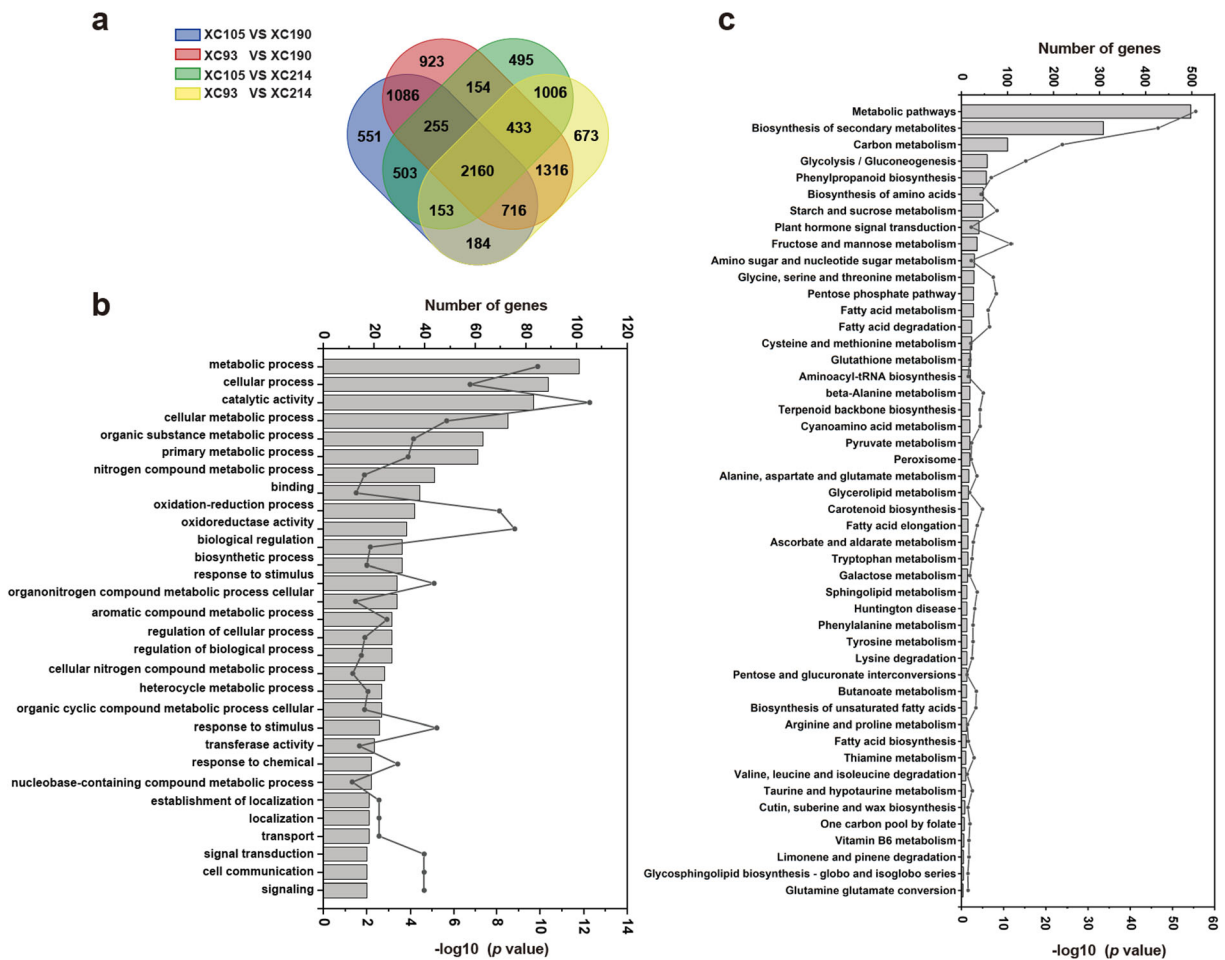 a
XC105 VS XC190
XC93 VS XC190
XC105 VS XC214
XC93 VS XC214
923
495
154
1086
1006
551
255
433
673
503
2160
1316
153
716
184
b
Number of genes
0
20
40
60
80
100
120
metabolic process
cellular process
catalytic activity
cellular metabolic process
organic substance metabolic process
primary metabolic process
nitrogen compound metabolic process
binding
oxidation-reduction process
oxidoreductase activity
biological regulation
biosynthetic process
response to stimulus
organonitrogen compound metabolic process cellular
aromatic compound metabolic process
regulation of cellular process
regulation of biological process
cellular nitrogen compound metabolic process
heterocycle metabolic process
organic cyclic compound metabolic process cellular
response to stimulus
transferase activity
response to chemical
nucleobase-containing compound metabolic process
establishment of localization
localization
transport
signal transduction
cell communication
signaling
0
2
4
6
8
10
12
14
-log10 (p value)
c
Number of genes
0
100
200
300
400
500
Metabolic pathways
Biosynthesis of secondary metabolites
Carbon metabolism
Glycolysis / Gluconeogenesis
Phenylpropanoid biosynthesis
Biosynthesis of amino acids
Starch and sucrose metabolism
Plant hormone signal transduction
Fructose and mannose metabolism
Amino sugar and nucleotide sugar metabolism
Glycine, serine and threonine metabolism
Pentose phosphate pathway
Fatty acid metabolism
Fatty acid degradation
Cysteine and methionine metabolism
Glutathione metabolism
Aminoacyl-tRNA biosynthesis
beta-Alanine metabolism
Terpenoid backbone biosynthesis
Cyanoamino acid metabolism
Pyruvate metabolism
Peroxisome
Alanine, aspartate and glutamate metabolism
Glycerolipid metabolism
Carotenoid biosynthesis
Fatty acid elongation
Ascorbate and aldarate metabolism
Tryptophan metabolism
Galactose metabolism
Sphingolipid metabolism
Huntington disease
Phenylalanine metabolism
Tyrosine metabolism
Lysine degradation
Pentose and glucuronate interconversions
Butanoate metabolism
Biosynthesis of unsaturated fatty acids
Arginine and proline metabolism
Fatty acid biosynthesis
Thiamine metabolism
Valine, leucine and isoleucine degradation
Taurine and hypotaurine metabolism
Cutin, suberine and wax biosynthesis
One carbon pool by folate
Vitamin B6 metabolism
Limonene and pinene degradation
Glycosphingolipid biosynthesis - globo and isoglobo series
Glutamine glutamate conversion
0
10
20
30
40
50
60
-log10 (p value)